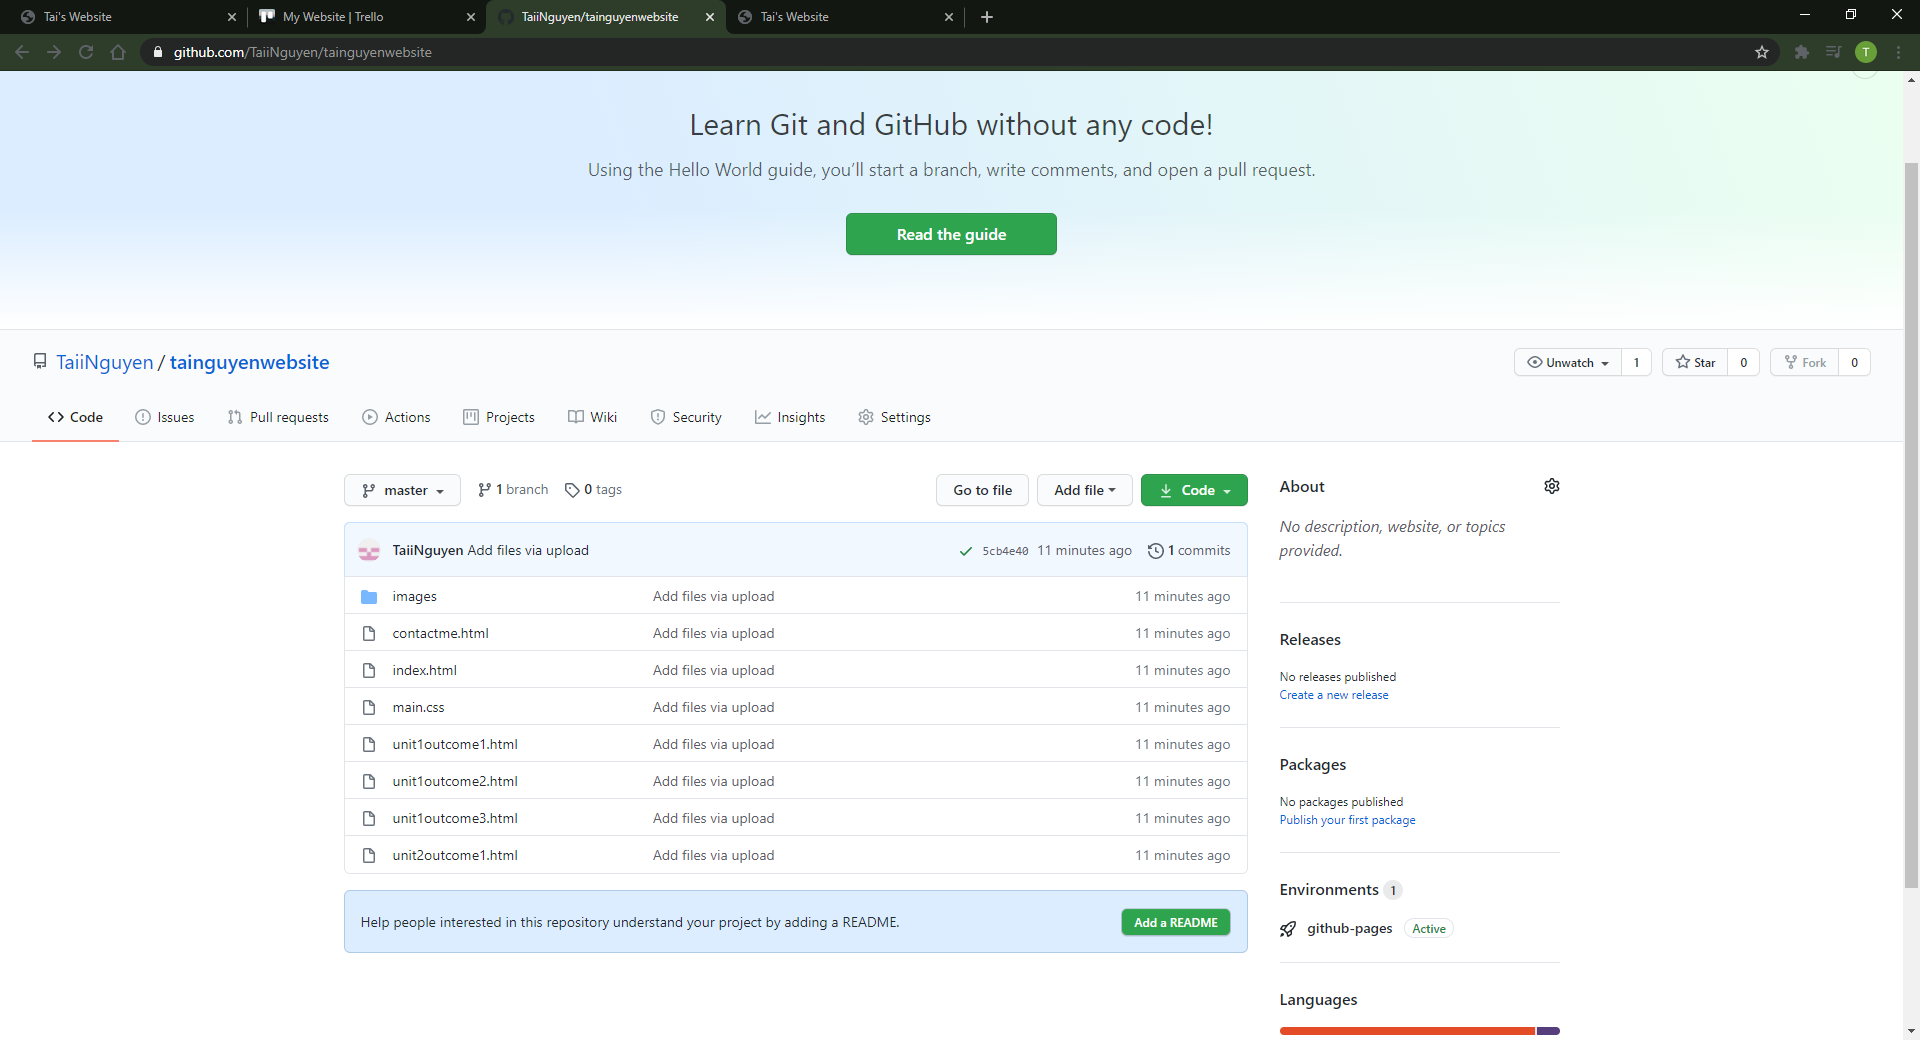 Tai's Website
My Website | Trello
TaiiNguyen/tainguyenwebsite
Tai's Website
github.com/TaiiNguyen/tainguyenwebsite
T
Learn Git and GitHub without any code!
Using the Hello World guide, you’ll start a branch, write comments, and open a pull request.
Read the guide
TaiiNguyen / tainguyenwebsite
Unwatch 1
Star 0
Fork 0
Code
Issues
Pull requests
Actions
Projects
Wiki
Security
Insights
Settings
master
1 branch
0 tags
Go to file
Add file
Code
TaiiNguyen Add files via upload
5cb4e40 11 minutes ago
1 commits
images Add files via upload 11 minutes ago
contactme.html Add files via upload 11 minutes ago
index.html Add files via upload 11 minutes ago
main.css Add files via upload 11 minutes ago
unit1outcome1.html Add files via upload 11 minutes ago
unit1outcome2.html Add files via upload 11 minutes ago
unit1outcome3.html Add files via upload 11 minutes ago
unit2outcome1.html Add files via upload 11 minutes ago
Help people interested in this repository understand your project by adding a README.
Add a README
About
No description, website, or topics
provided.
Releases
No releases published
Create a new release
Packages
No packages published
Publish your first package
Environments 1
github-pages Active
Languages